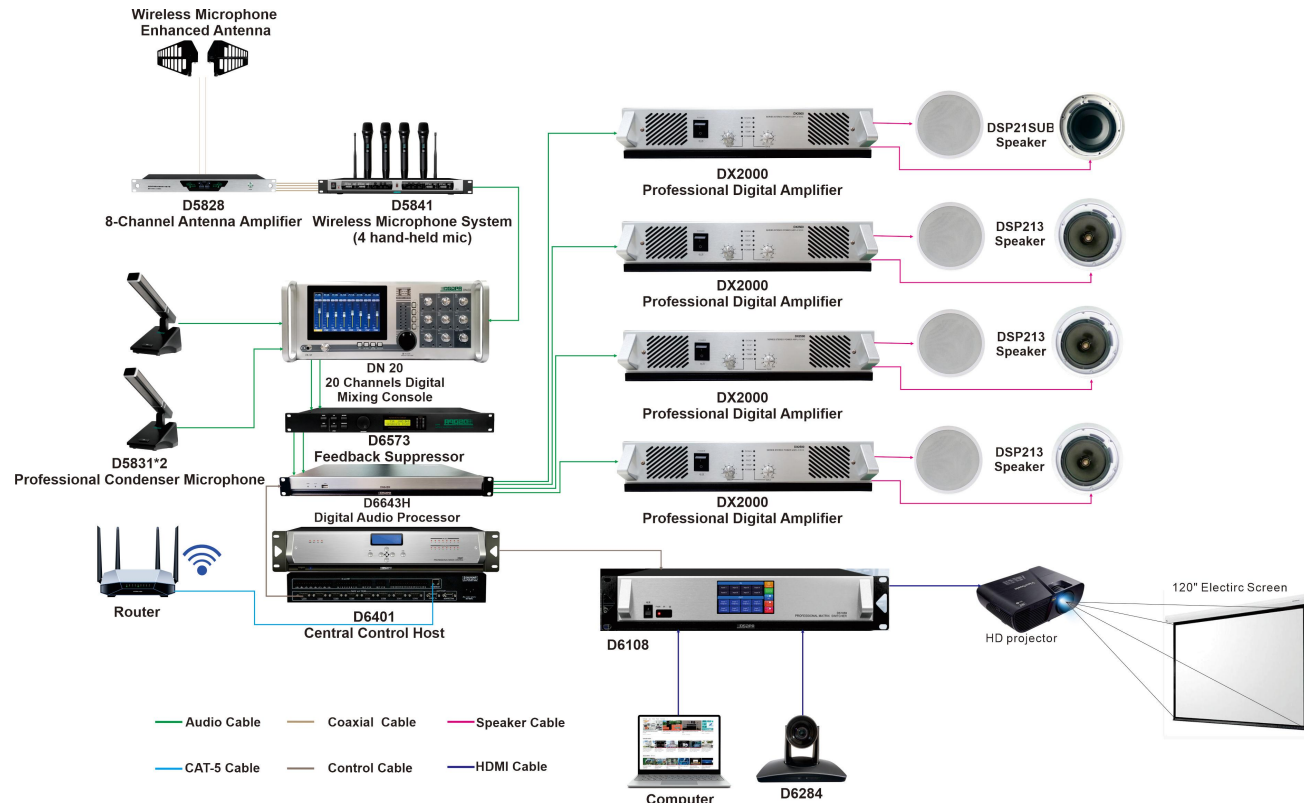 Wireless Microphone
Enhanced Antenna
D5828
8-Channel Antenna Amplifier
D5841
Wireless Microphone System
(4 hand-held mic)
DX2000
Professional Digital Amplifier
DSP21SUB
Speaker
DX2000
Professional Digital Amplifier
DSP213
Speaker
DN 20
20 Channels Digital
Mixing Console
DX2000
Professional Digital Amplifier
DSP213
Speaker
D5831*2
Professional Condenser Microphone
D6573
Feedback Suppressor
D6643H
Digital Audio Processor
DX2000
Professional Digital Amplifier
DSP213
Speaker
Router
D6401
Central Control Host
D6108
HD projector
120" Electirc Screen
Audio Cable
Coaxial Cable
Speaker Cable
CAT-5 Cable
Control Cable
HDMI Cable
Computer
D6284